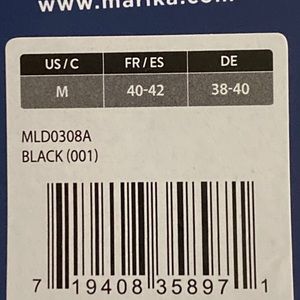 www.marika.com
US/C FR/ES DE
M 40-42 38-40
MLD0308A
BLACK (001)
7 19408 35897 1